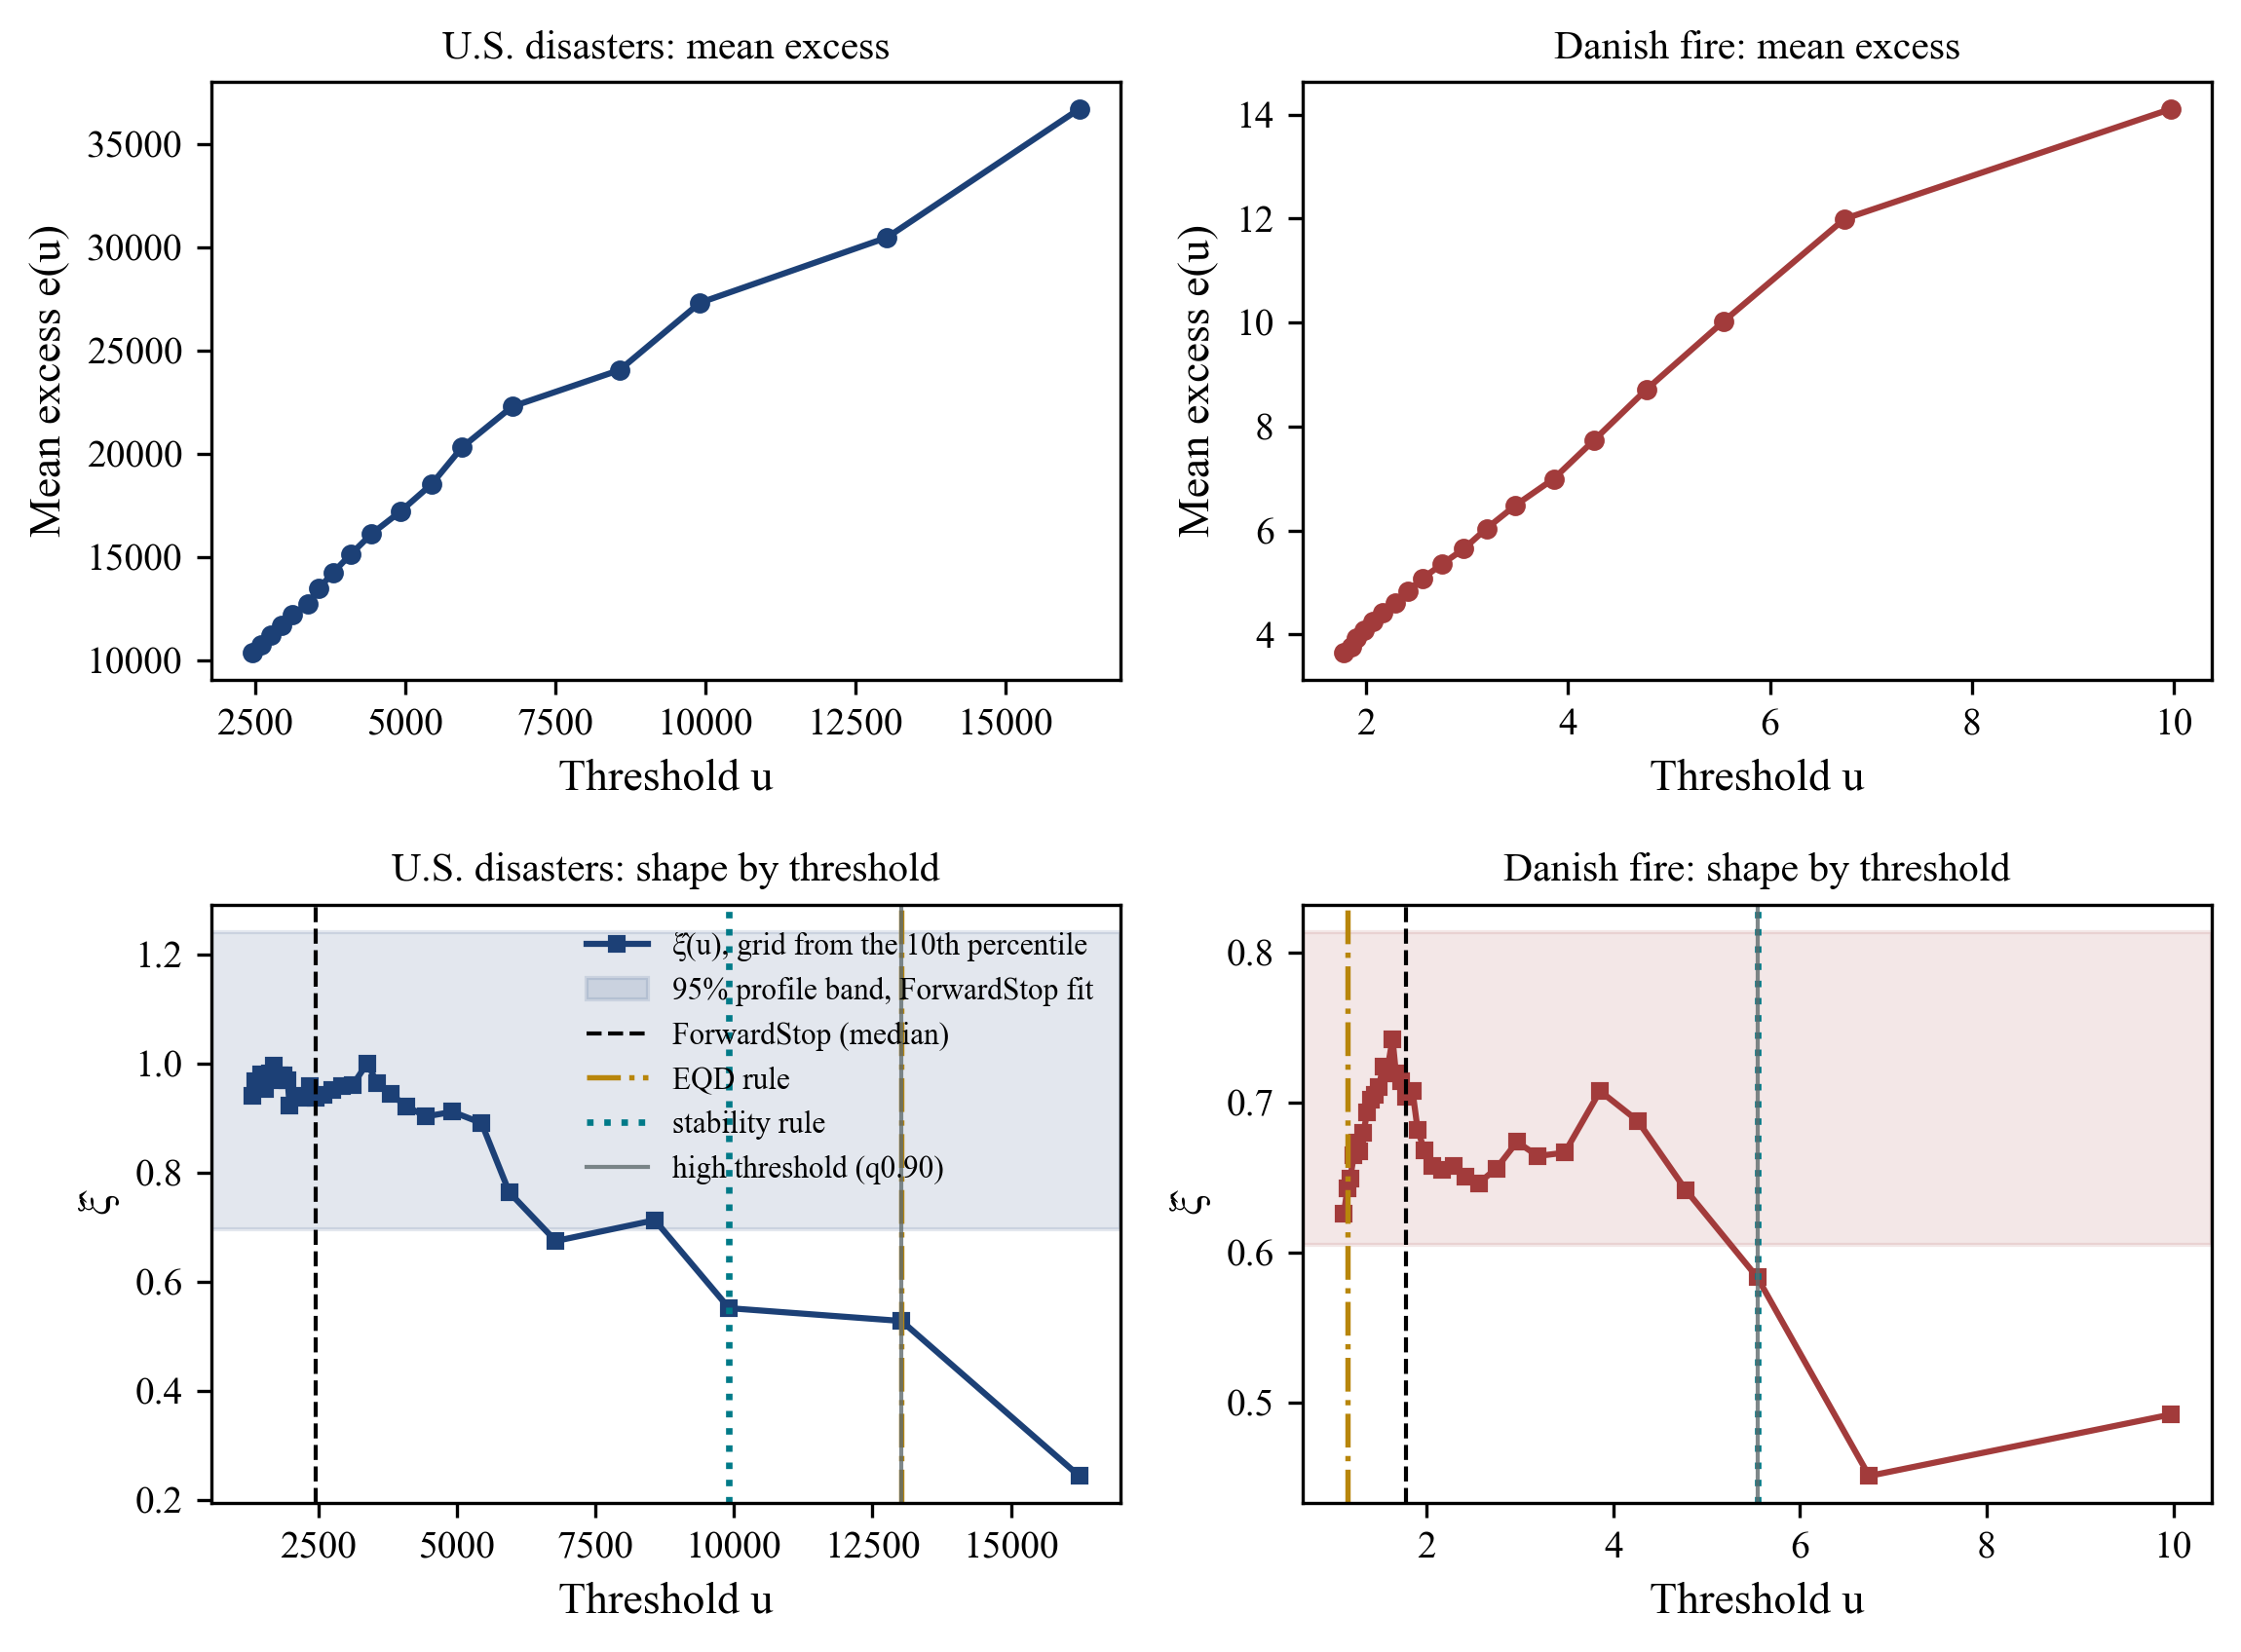 U.S. disasters: mean excess
Mean excess e(u)
35000
30000
25000
20000
15000
10000
2500 5000 7500 10000 12500 15000
Threshold u
Danish fire: mean excess
Mean excess e(u)
14
12
10
8
6
4
2 4 6 8 10
Threshold u
U.S. disasters: shape by threshold
ξ̂
1.2
1.0
0.8
0.6
0.4
0.2
ξ̂(u), grid from the 10th percentile
95% profile band, ForwardStop fit
ForwardStop (median)
EQD rule
stability rule
high threshold (q0.90)
2500 5000 7500 10000 12500 15000
Threshold u
Danish fire: shape by threshold
ξ̂
0.8
0.7
0.6
0.5
2 4 6 8 10
Threshold u